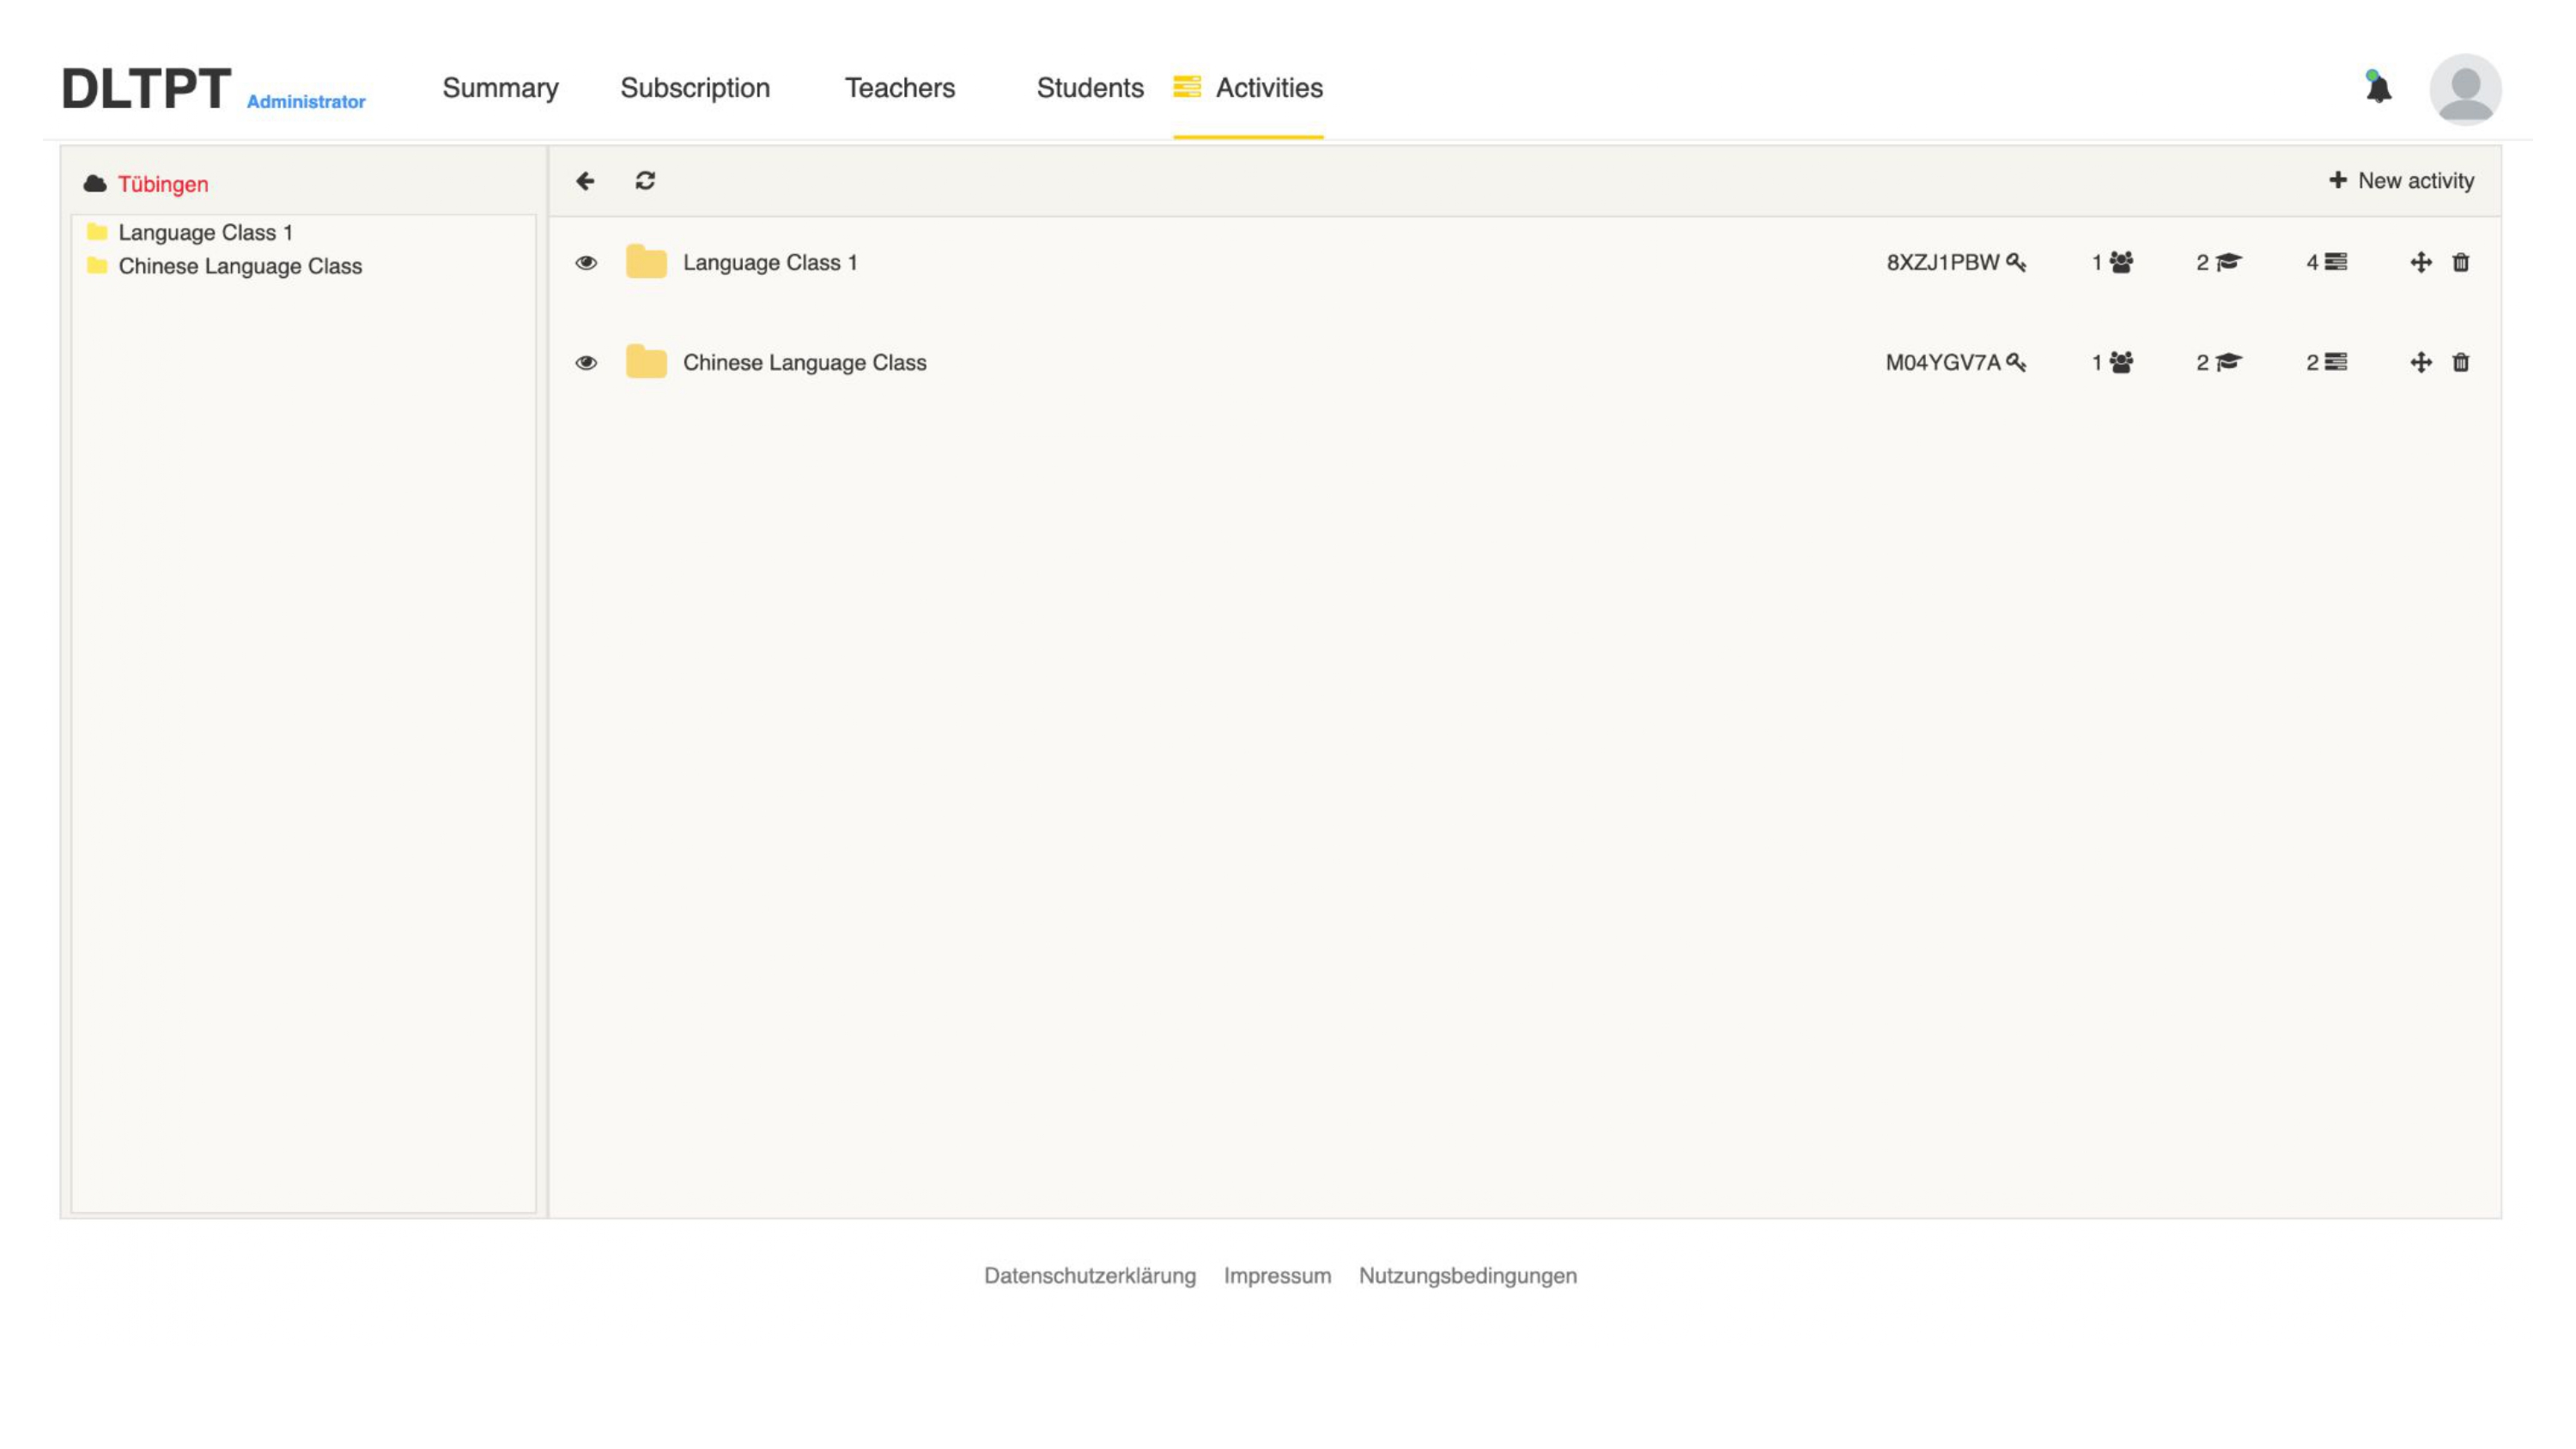 DLTPT Administrator Summary Subscription Teachers Students Activities
Tübingen
Language Class 1
Chinese Language Class
New activity
Language Class 1 8XZJ1PBW 1 2 4
Chinese Language Class M04YGV7A 1 2 2
Datenschutzerklärung Impressum Nutzungsbedingungen